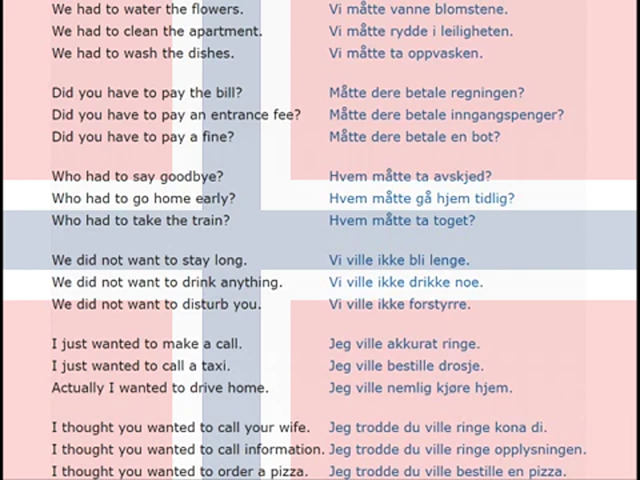 We had to water the flowers. Vi måtte vanne blomstene.
We had to clean the apartment. Vi måtte rydde i leiligheten.
We had to wash the dishes. Vi måtte ta oppvasken.
Did you have to pay the bill? Måtte dere betale regningen?
Did you have to pay an entrance fee? Måtte dere betale inngangspenger?
Did you have to pay a fine? Måtte dere betale en bot?
Who had to say goodbye? Hvem måtte ta avskjed?
Who had to go home early? Hvem måtte gå hjem tidlig?
Who had to take the train? Hvem måtte ta toget?
We did not want to stay long. Vi ville ikke bli lenge.
We did not want to drink anything. Vi ville ikke drikke noe.
We did not want to disturb you. Vi ville ikke forstyrre.
I just wanted to make a call. Jeg ville akkurat ringe.
I just wanted to call a taxi. Jeg ville bestille drosje.
Actually I wanted to drive home. Jeg ville nemlig kjøre hjem.
I thought you wanted to call your wife. Jeg trodde du ville ringe kona di.
I thought you wanted to call information. Jeg trodde du ville ringe opplysningen.
I thought you wanted to order a pizza. Jeg trodde du ville bestille en pizza.